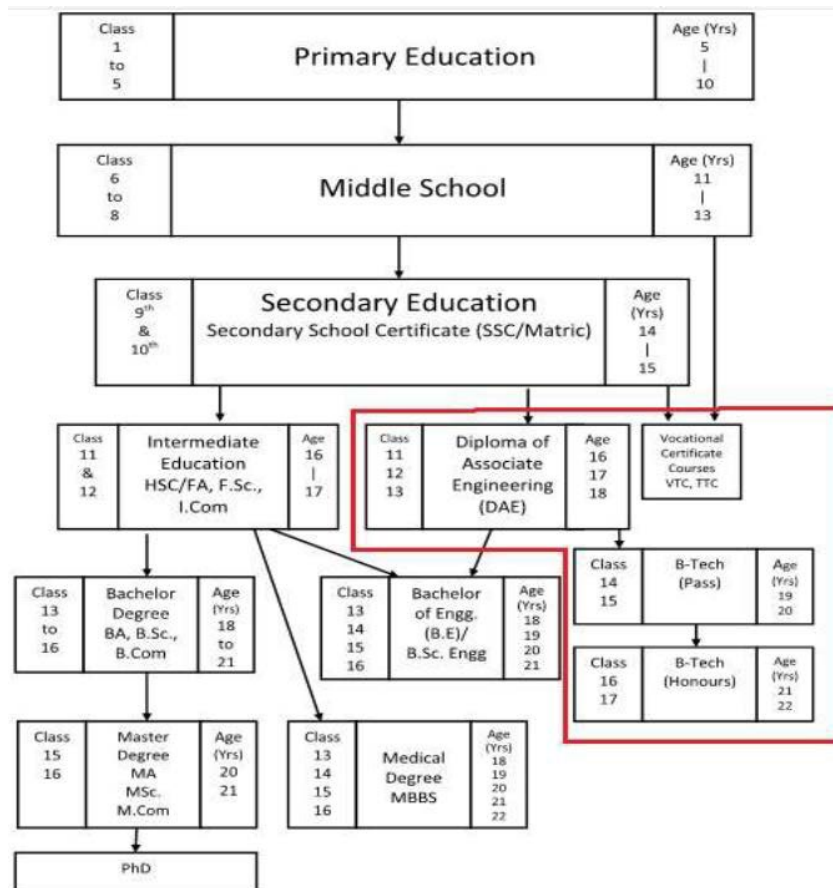 Class
1
to
5
Primary Education
Age (Yrs)
5
|
10
Class
6
to
8
Middle School
Age (Yrs)
11
|
13
Class
9th
&
10th
Secondary Education
Secondary School Certificate (SSC/Matric)
Age
(Yrs)
14
|
15
Class
11
&
12
Intermediate
Education
HSC/FA, F.Sc.,
I.Com
Age
16
|
17
Class
11
12
13
Diploma of
Associate
Engineering
(DAE)
Age
16
17
18
Vocational
Certificate
Courses
VTC, TTC
Class
13
to
16
Bachelor
Degree
BA, B.Sc.,
B.Com
Age
(Yrs)
18
to
21
Class
13
14
15
16
Bachelor
of Engg.
(B.E)/
B.Sc. Engg
Age
(Yrs)
18
19
20
21
Class
14
15
B-Tech
(Pass)
Age
(Yrs)
19
20
Class
16
17
B-Tech
(Honours)
Age
(Yrs)
21
22
Class
15
16
Master
Degree
MA
MSc.
M.Com
Age
(Yrs)
20
21
Class
13
14
15
16
Medical
Degree
MBBS
Age
(Yrs)
18
19
20
21
22
PhD